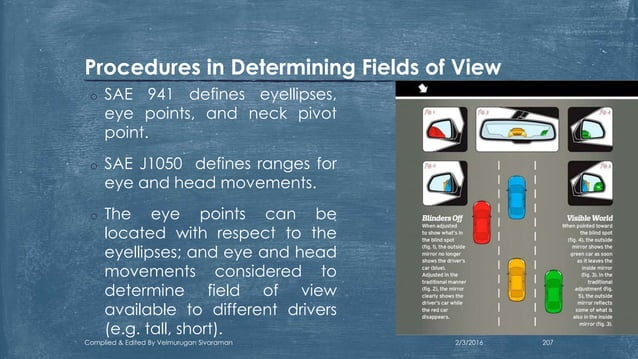 Procedures in Determining Fields of View
o SAE 941 defines eyellipses,
eye points, and neck pivot
point.
o SAE J1050 defines ranges for
eye and head movements.
o The eye points can be
located with respect to the
eyellipses; and eye and head
movements considered to
determine field of view
available to different drivers
(e.g. tall, short).
fig. 1
fig. 3
Blinders Off
When adjusted
to show what's in
the blind spot
(fig. 1), the outside
mirror no longer
shows the driver's
car (blue).
Adjusted in the
traditional manner
(fig. 2), the mirror
clearly shows the
driver's car while
the red car
disappears.
Visible World
When pointed toward
the blind spot
(fig. 4), the outside
mirror shows the
green car as soon
as it leaves the
inside mirror
(fig. 3). In the
traditional
adjustment (fig.
5), the outside
mirror reflects
some of what is
also in the inside
mirror (fig. 3).
Complied & Edited By Velmurugan Sivaraman
2/3/2016
207